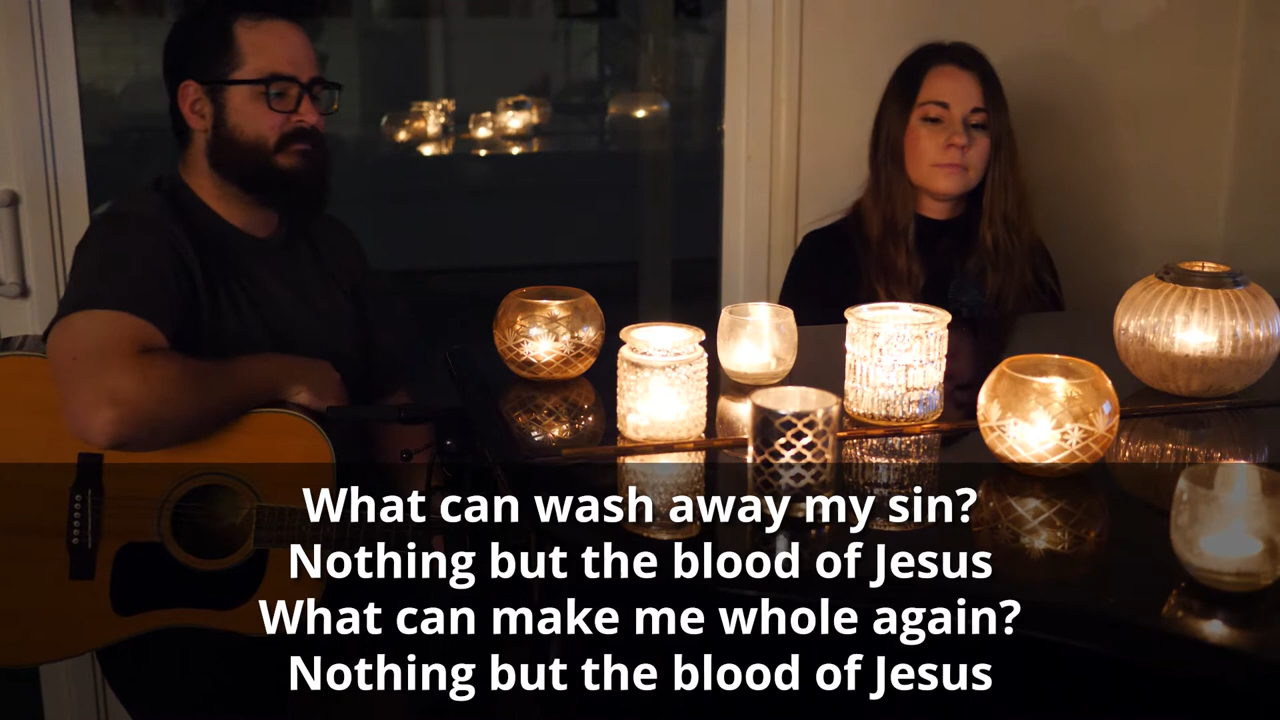 What can wash away my sin?
Nothing but the blood of Jesus
What can make me whole again?
Nothing but the blood of Jesus